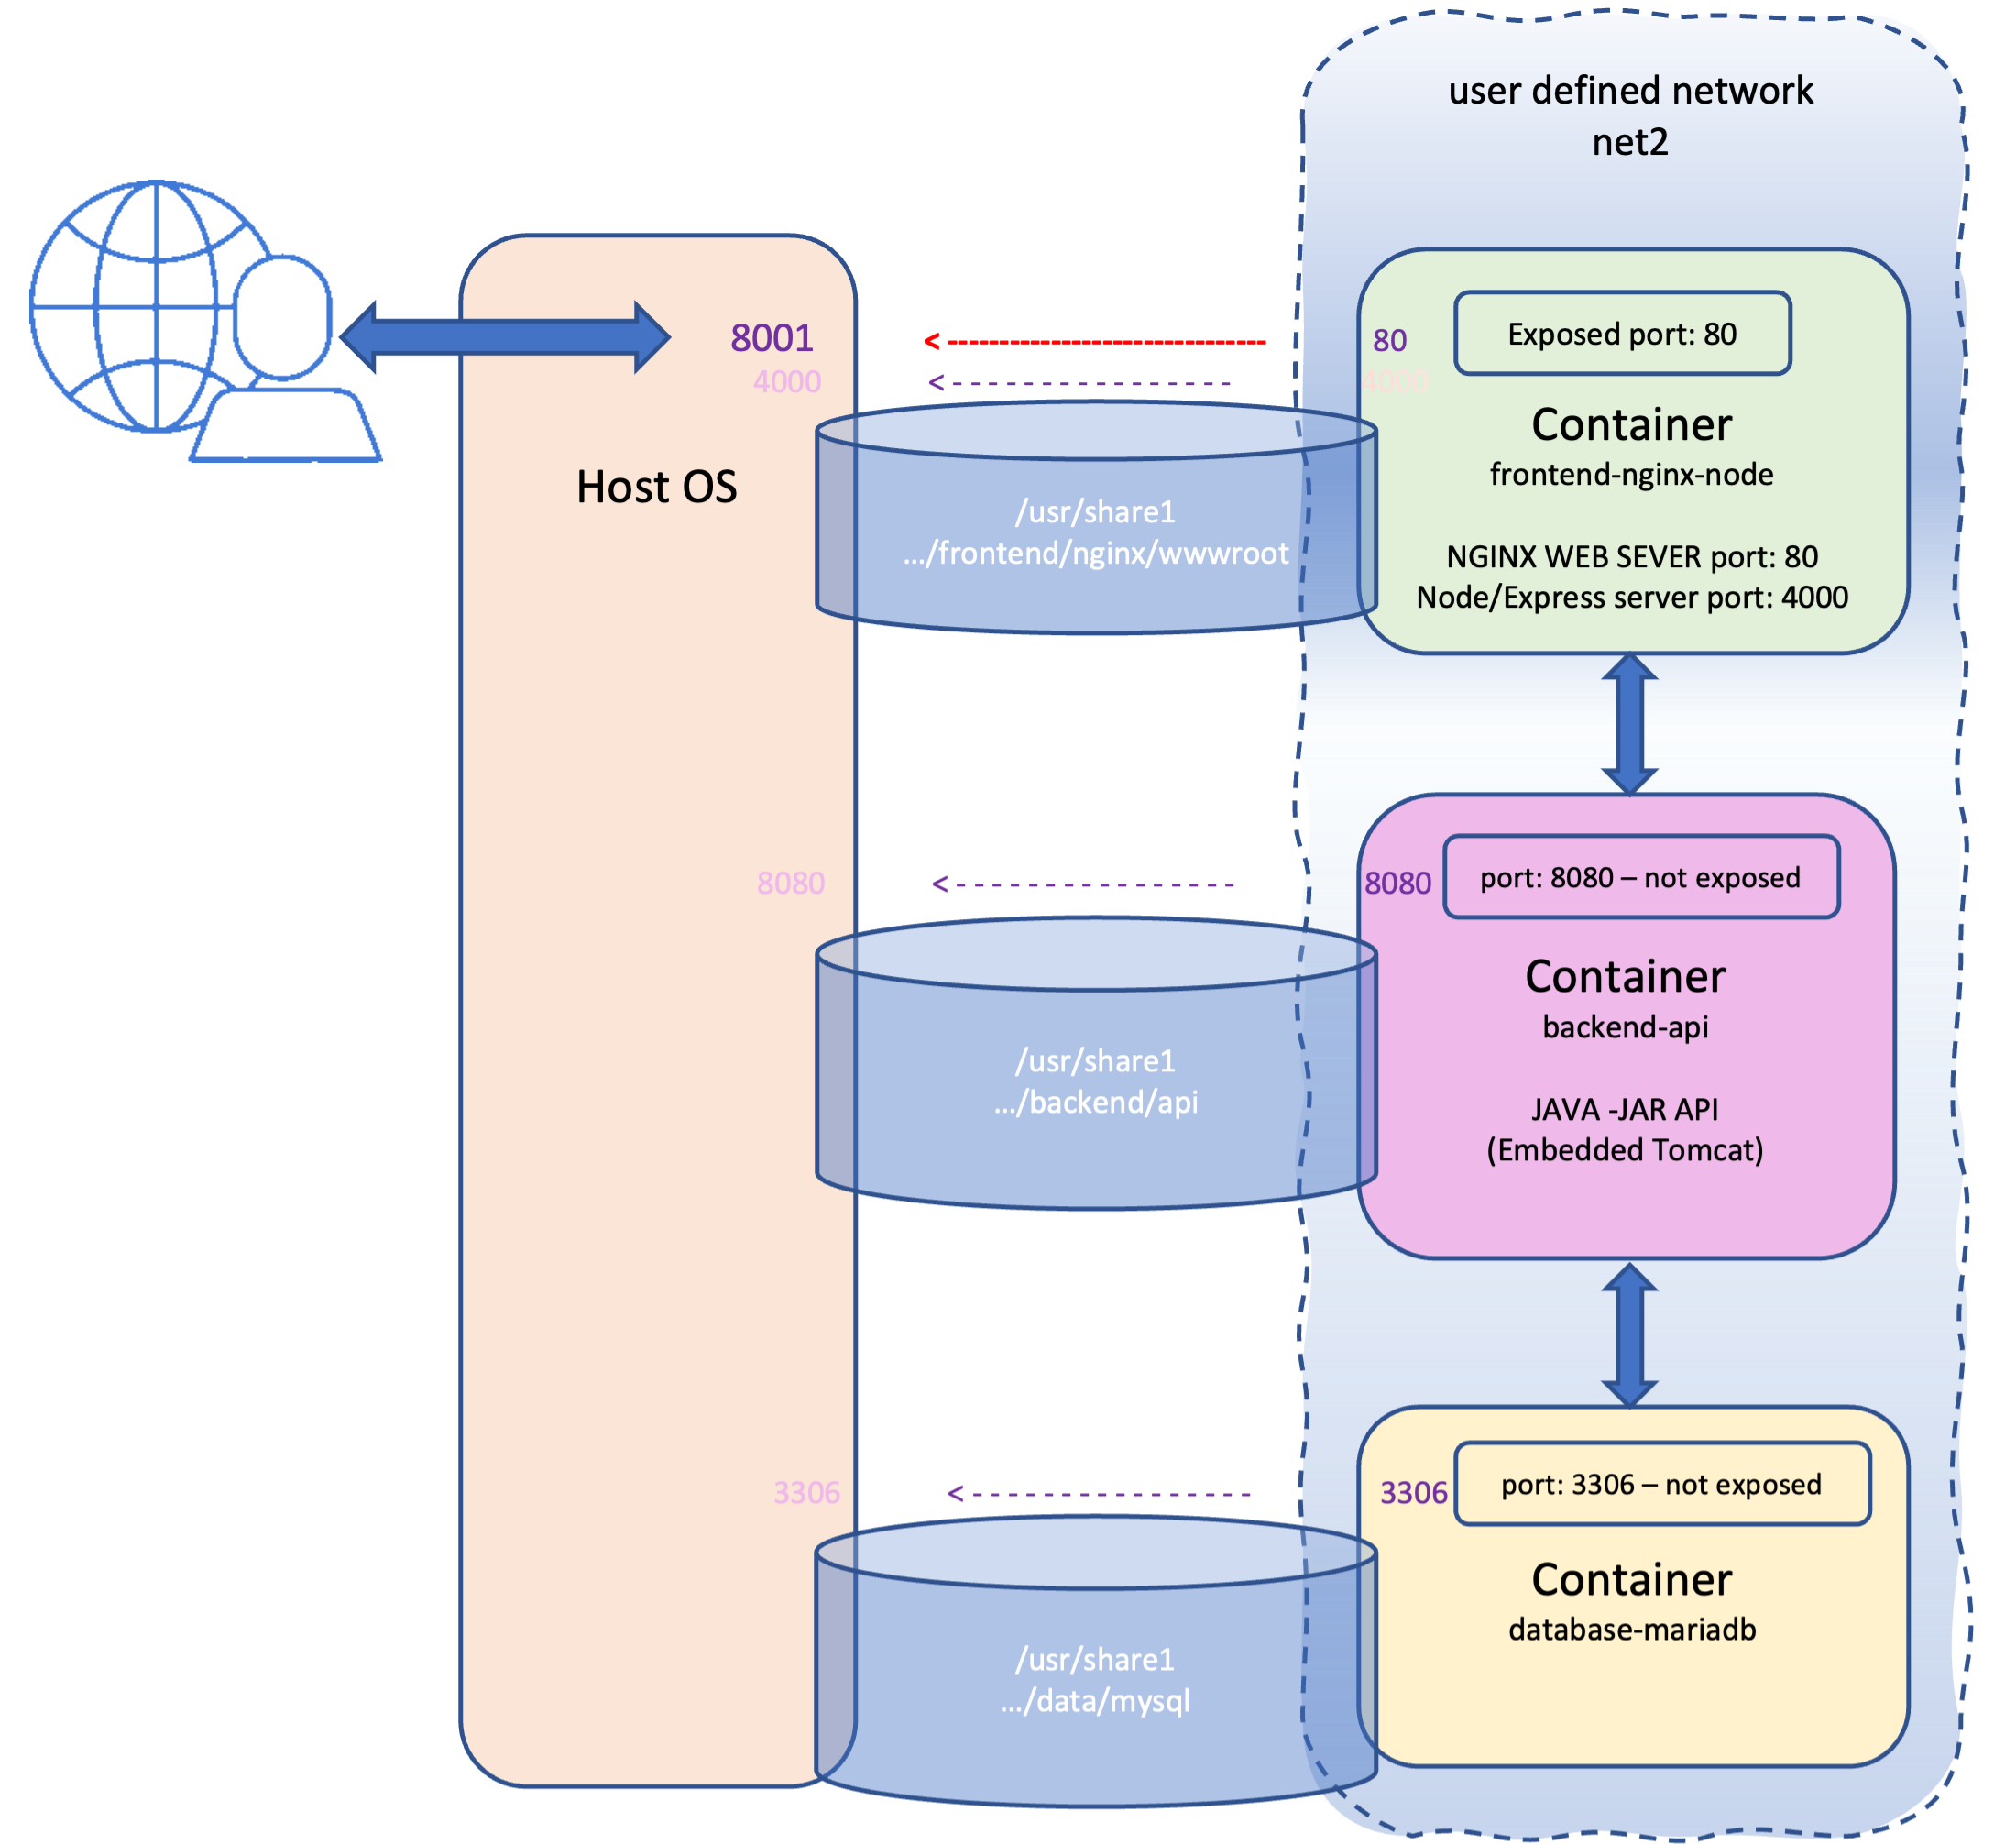 user defined network
net2
8001
80
Exposed port: 80
4000
4000
Container
frontend-nginx-node
NGINX WEB SEVER port: 80
Node/Express server port: 4000
Host OS
/usr/share1
.../frontend/nginx/wwwroot
8080
8080
port: 8080 – not exposed
Container
backend-api
JAVA -JAR API
(Embedded Tomcat)
/usr/share1
.../backend/api
3306
3306
port: 3306 – not exposed
Container
database-mariadb
/usr/share1
.../data/mysql